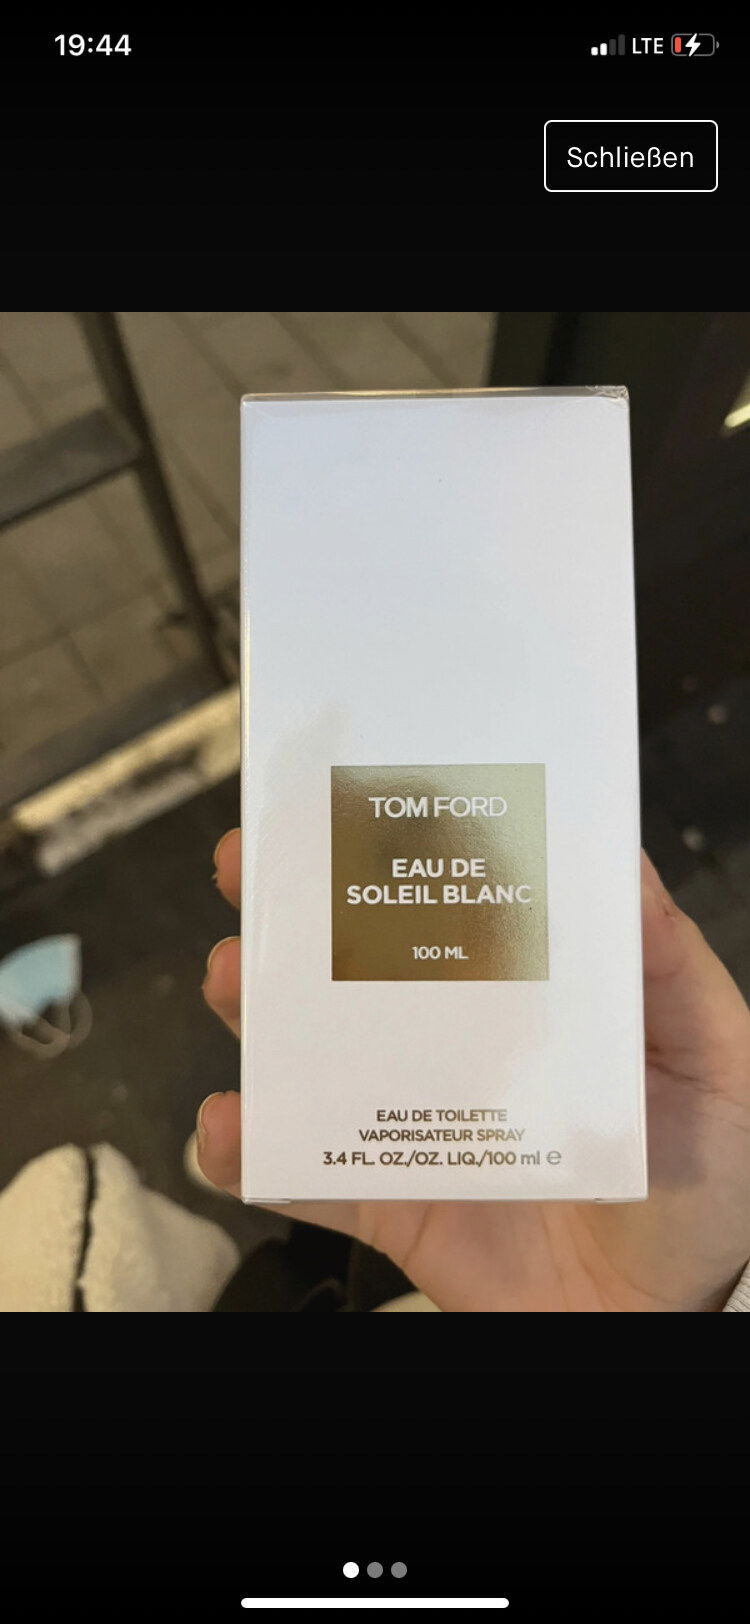 19:44
LTE
Schließen
TOM FORD
EAU DE
SOLEIL BLANC
100 ML
EAU DE TOILETTE
VAPORISATEUR SPRAY
3.4 FL. OZ./OZ. LIQ./100 ml ℮